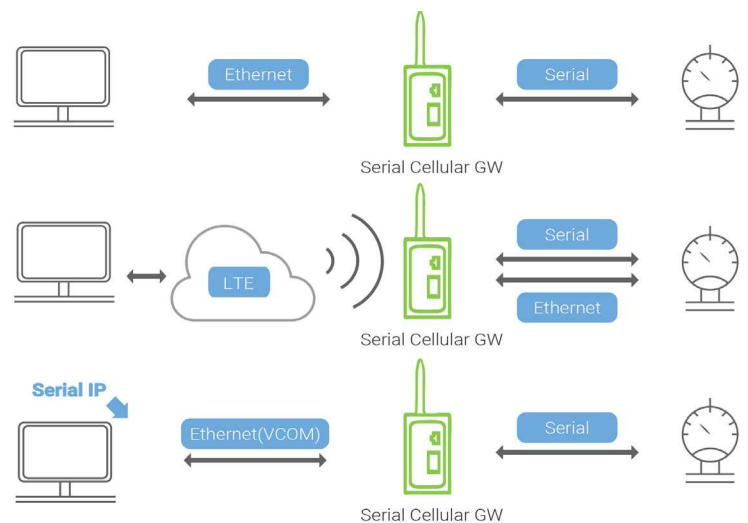 Ethernet
Serial
Serial Cellular GW
LTE
Serial
Ethernet
Serial Cellular GW
Serial IP
Ethernet(VCOM)
Serial
Serial Cellular GW